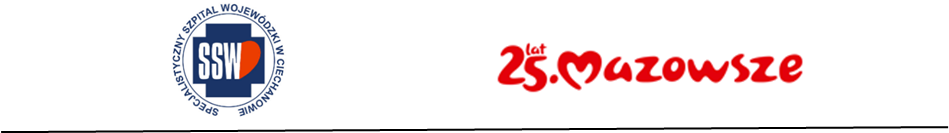 SPECJALISTYCZNY SZPITAL WOJEWÓDZKI W CIECHANOWIE
SSW
25 lat. Mazowsze